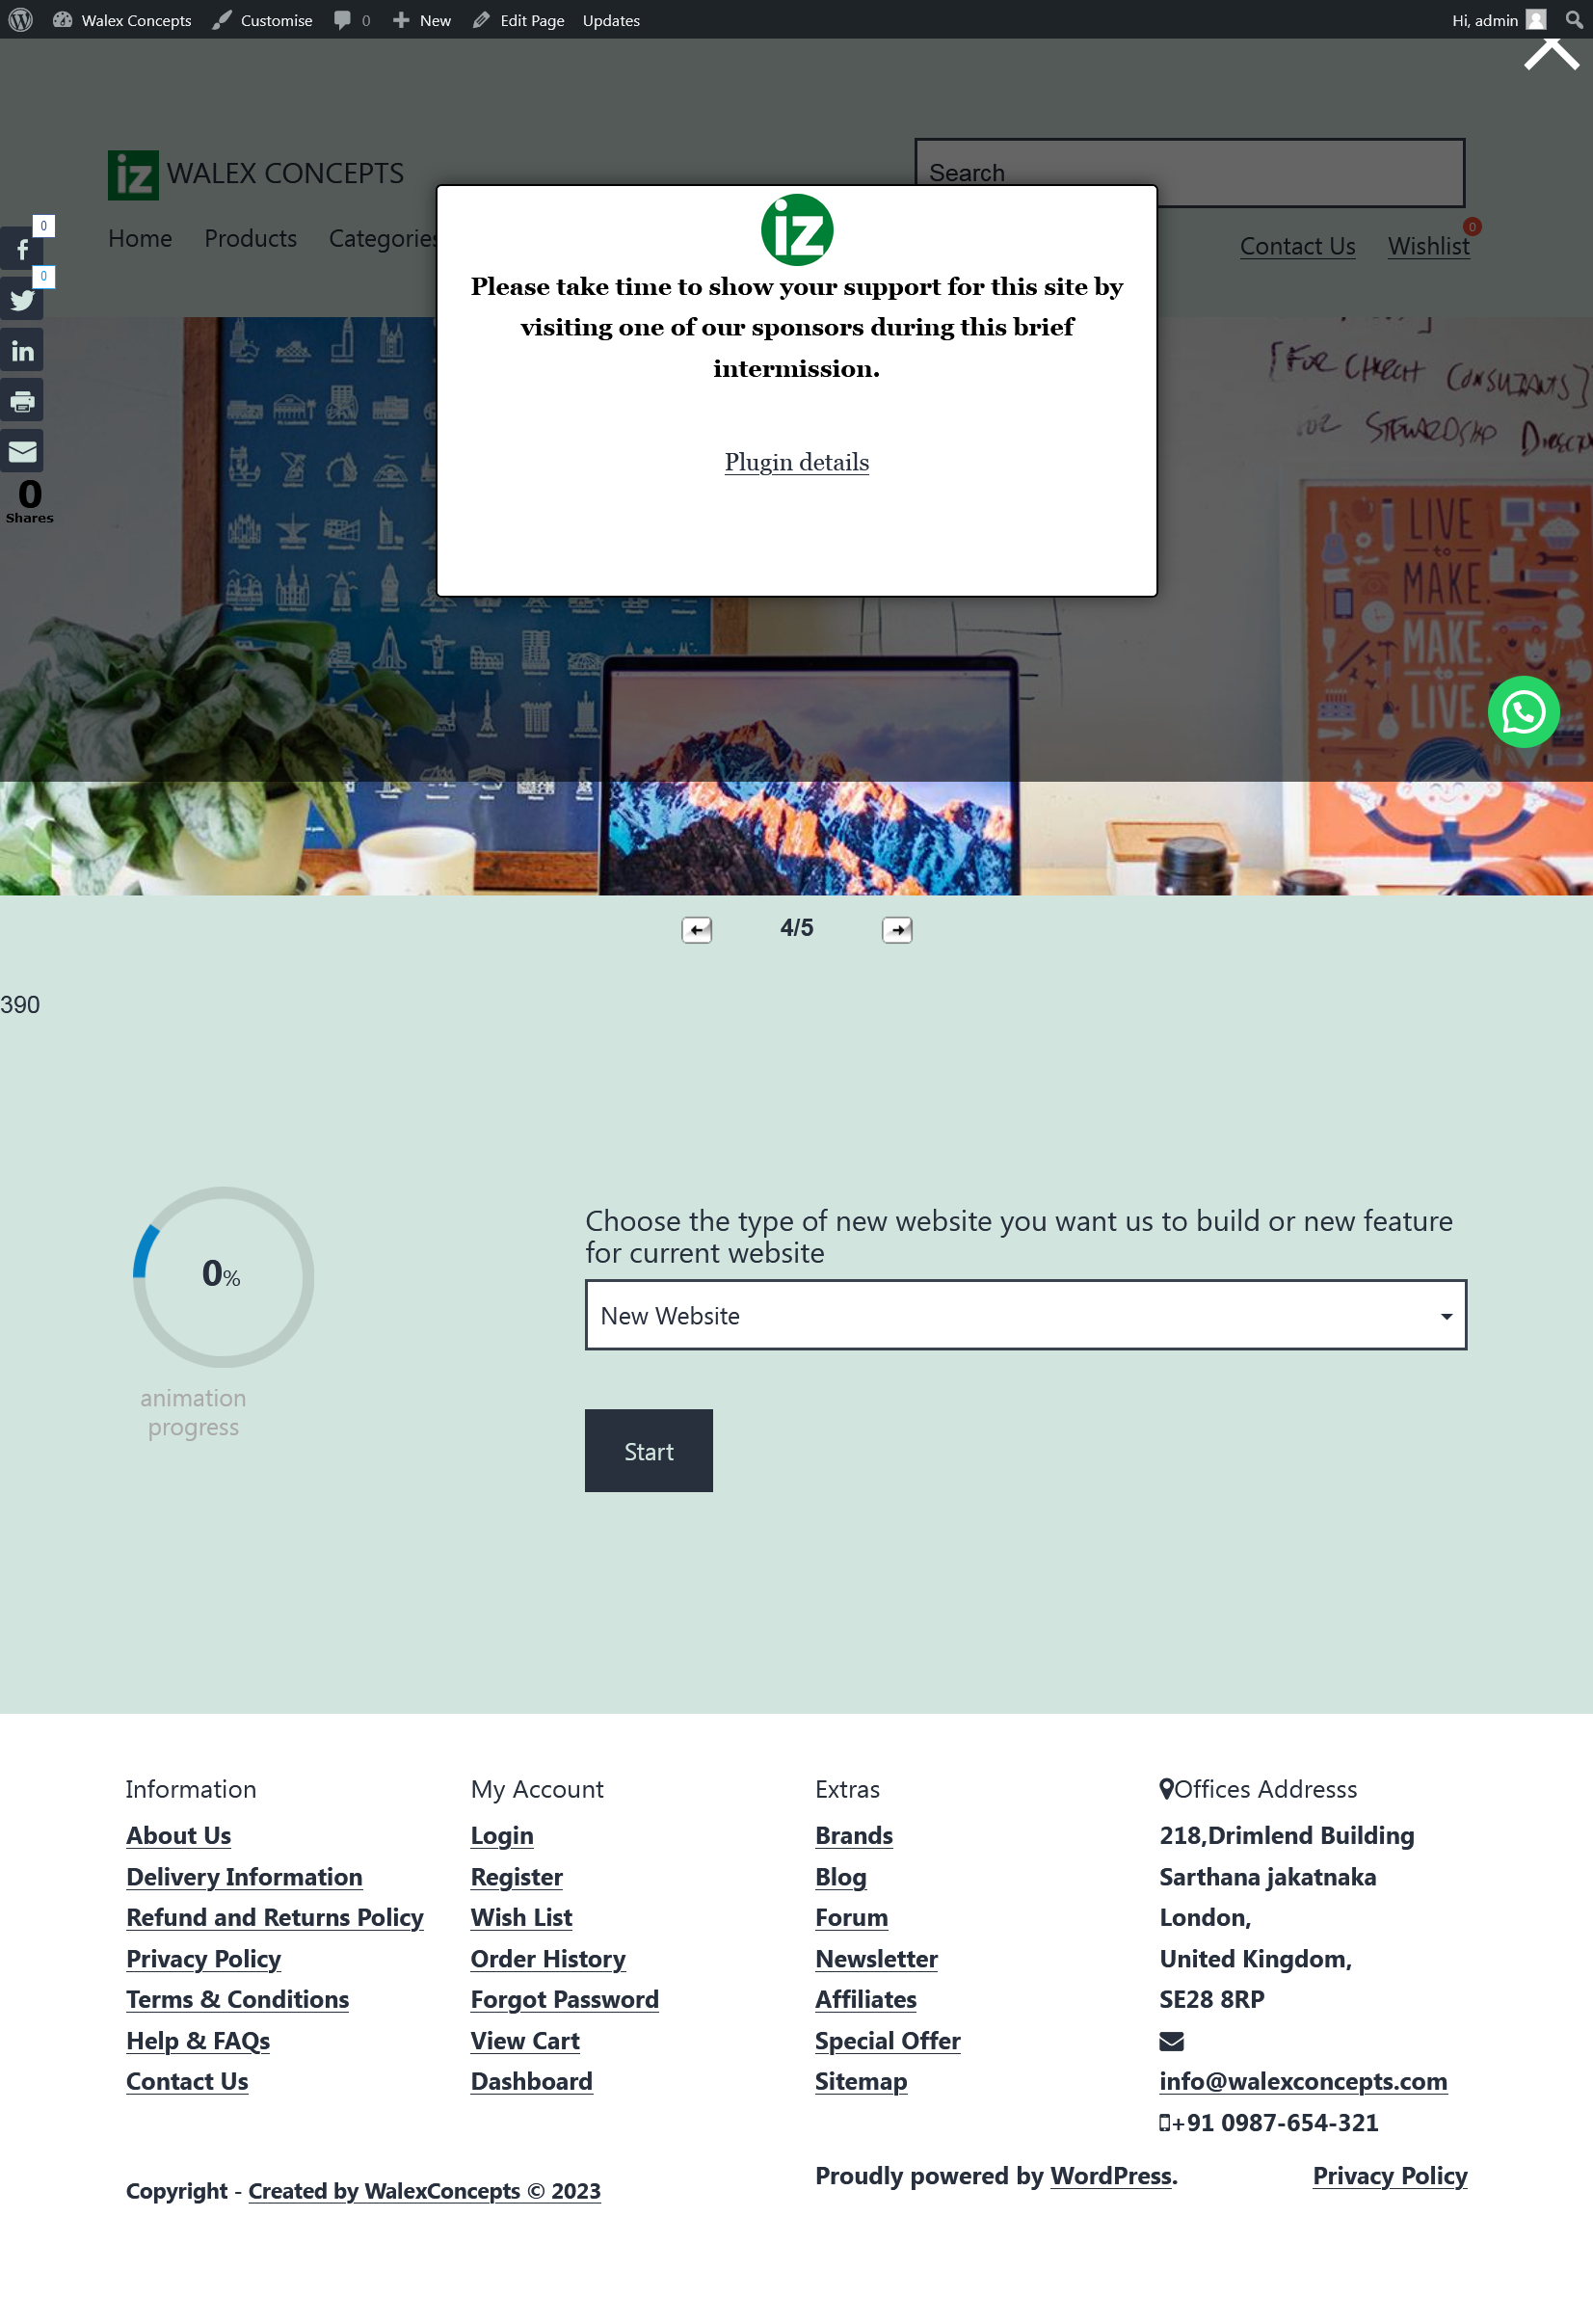 Walex Concepts
Customise
0
New
Edit Page
Updates
Hi, admin
iz WALEX CONCEPTS
Search
Home
Products
Categories
Contact Us
Wishlist
0
0
0
0
Shares
iz
Please take time to show your support for this site by
visiting one of our sponsors during this brief
intermission.
Plugin details
[FOR CHURCH CONSULTANTS]
FOR STEWARDSHIP
LIVE
to
MAKE.
MAKE
to
LIVE.
4/5
390
0%
animation
progress
Choose the type of new website you want us to build or new feature
for current website
New Website
Start
Information
About Us
Delivery Information
Refund and Returns Policy
Privacy Policy
Terms & Conditions
Help & FAQs
Contact Us
My Account
Login
Register
Wish List
Order History
Forgot Password
View Cart
Dashboard
Extras
Brands
Blog
Forum
Newsletter
Affiliates
Special Offer
Sitemap
Offices Addresss
218,Drimlend Building
Sarthana jakatnaka
London,
United Kingdom,
SE28 8RP
info@walexconcepts.com
+91 0987-654-321
Copyright - Created by WalexConcepts © 2023
Proudly powered by WordPress.
Privacy Policy